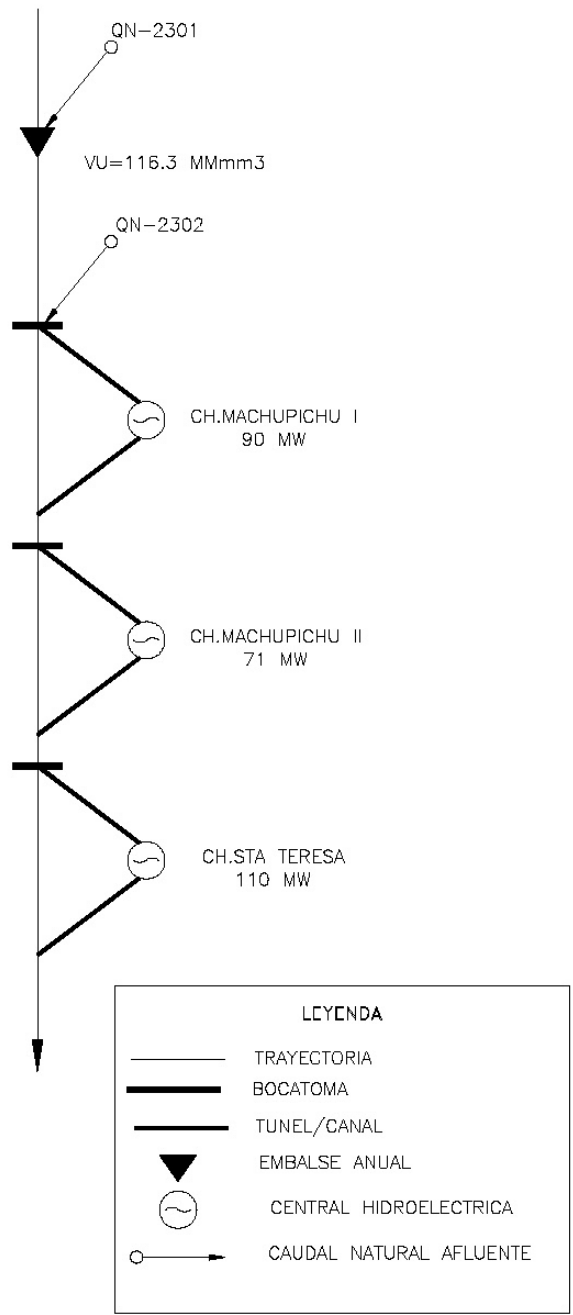 QN-2301
VU=116.3 MMmm3
QN-2302
CH.MACHUPICHU I
90 MW
CH.MACHUPICHU II
71 MW
CH.STA TERESA
110 MW
LEYENDA
TRAYECTORIA
BOCATOMA
TUNEL/CANAL
EMBALSE ANUAL
CENTRAL HIDROELECTRICA
CAUDAL NATURAL AFLUENTE